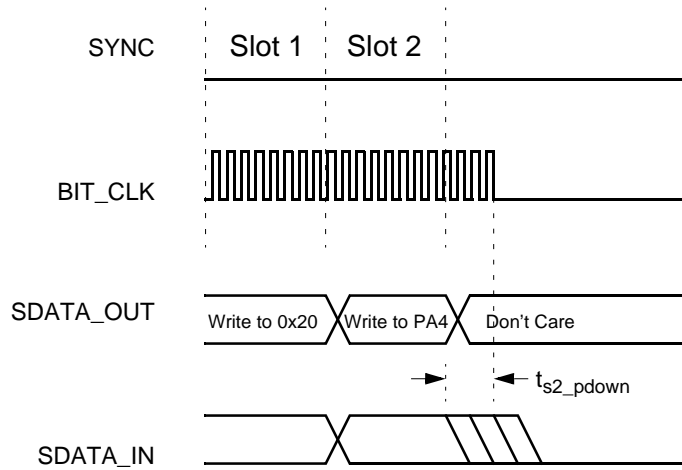 SYNC
Slot 1
Slot 2
BIT_CLK
SDATA_OUT
Write to 0x20
Write to PA4
Don't Care
ts2_pdown
SDATA_IN